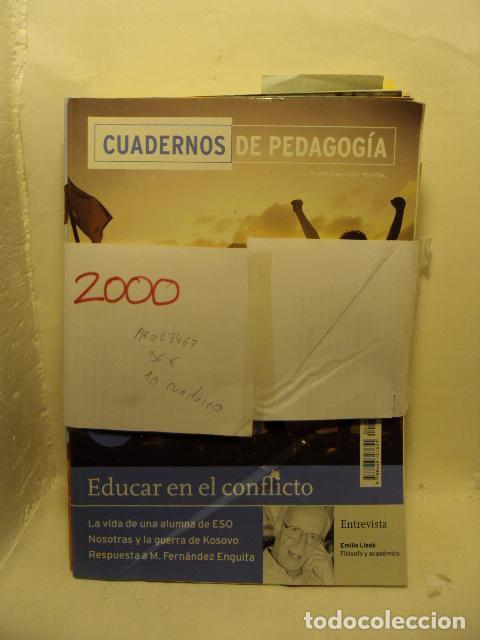 CUADERNOS DE PEDAGOGÍA
2000
36 €
10 cuaderno
Educar en el conflicto
La vida de una alumna de ESO
Nosotras y la guerra de Kosovo
Respuesta a M. Fernández Enguita
Entrevista
Emilio Lledó
Filósofo y académico
todocoleccion